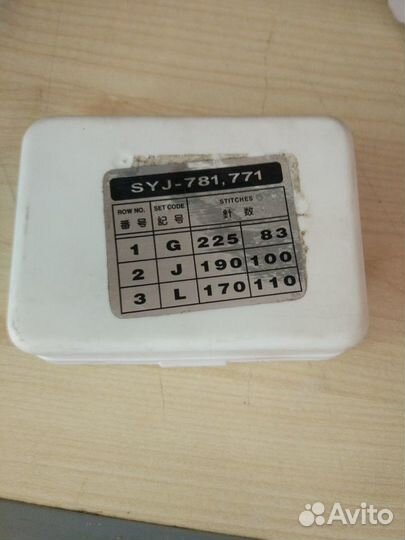 SYJ-781,771
ROW NO. SET CODE STITCHES
番 号 記 号 針 数
1 G 225 83
2 J 190 100
3 L 170 110
Avito